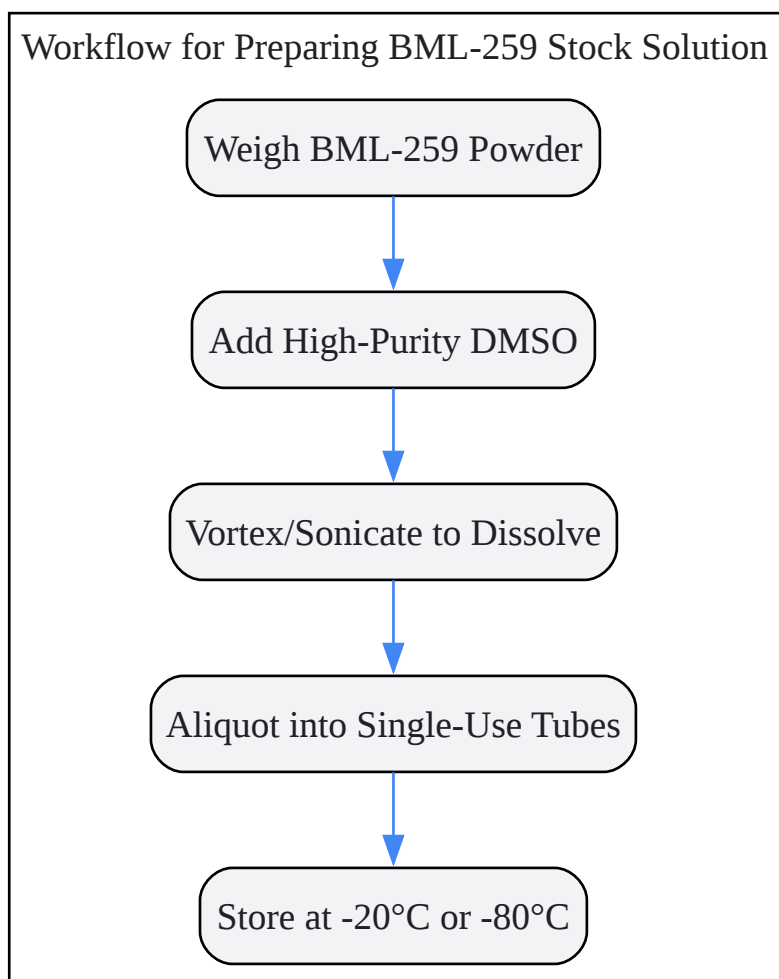 Workflow for Preparing BML-259 Stock Solution
Weigh BML-259 Powder
Add High-Purity DMSO
Vortex/Sonicate to Dissolve
Aliquot into Single-Use Tubes
Store at -20°C or -80°C